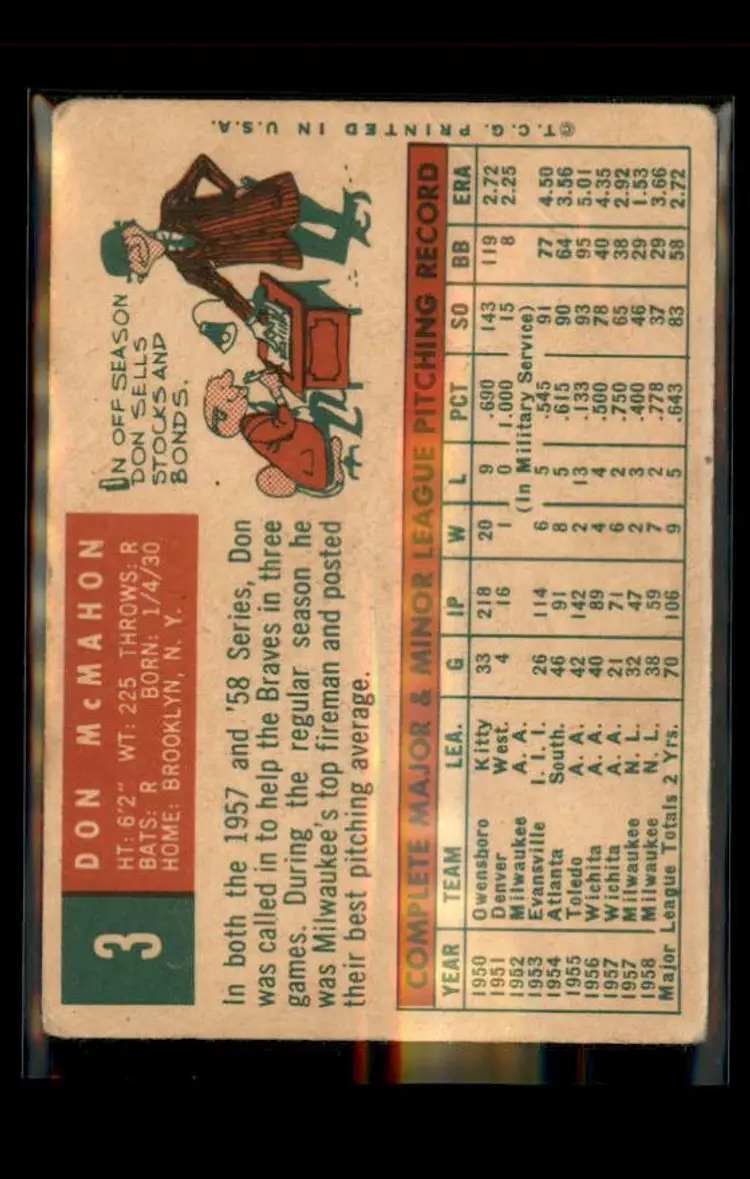 3
DON McMAHON
HT: 6'2" WT: 225 THROWS: R
BATS: R BORN: 1/4/30
HOME: BROOKLYN, N. Y.
IN OFF SEASON
DON SELLS
STOCKS AND
BONDS.
In both the 1957 and '58 Series, Don
was called in to help the Braves in three
games. During the regular season he
was Milwaukee's top fireman and posted
their best pitching average.
COMPLETE MAJOR & MINOR LEAGUE PITCHING RECORD
YEAR TEAM LEA. G IP W L PCT SO BB ERA
1950 Owensboro Kitty 33 218 20 9 .690 143 119 2.72
1951 Denver West. 4 16 1 0 1.000 15 8 2.25
1952 Milwaukee A. A. (In Military Service)
1953 Evansville I. I. I. 26 114 6 5 .545 91 77 4.50
1954 Atlanta South. 46 91 8 5 .615 90 64 3.56
1955 Toledo A. A. 42 142 2 13 .133 93 95 5.01
1956 Wichita A. A. 40 89 4 4 .500 78 40 4.35
1957 Wichita A. A. 21 71 6 2 .750 65 38 2.92
1957 Milwaukee N. L. 32 47 2 3 .400 46 29 1.53
1958 Milwaukee N. L. 38 59 7 2 .778 37 29 3.66
Major League Totals 2 Yrs. 70 106 9 5 .643 83 58 2.72
© T.C.G. PRINTED IN U.S.A.